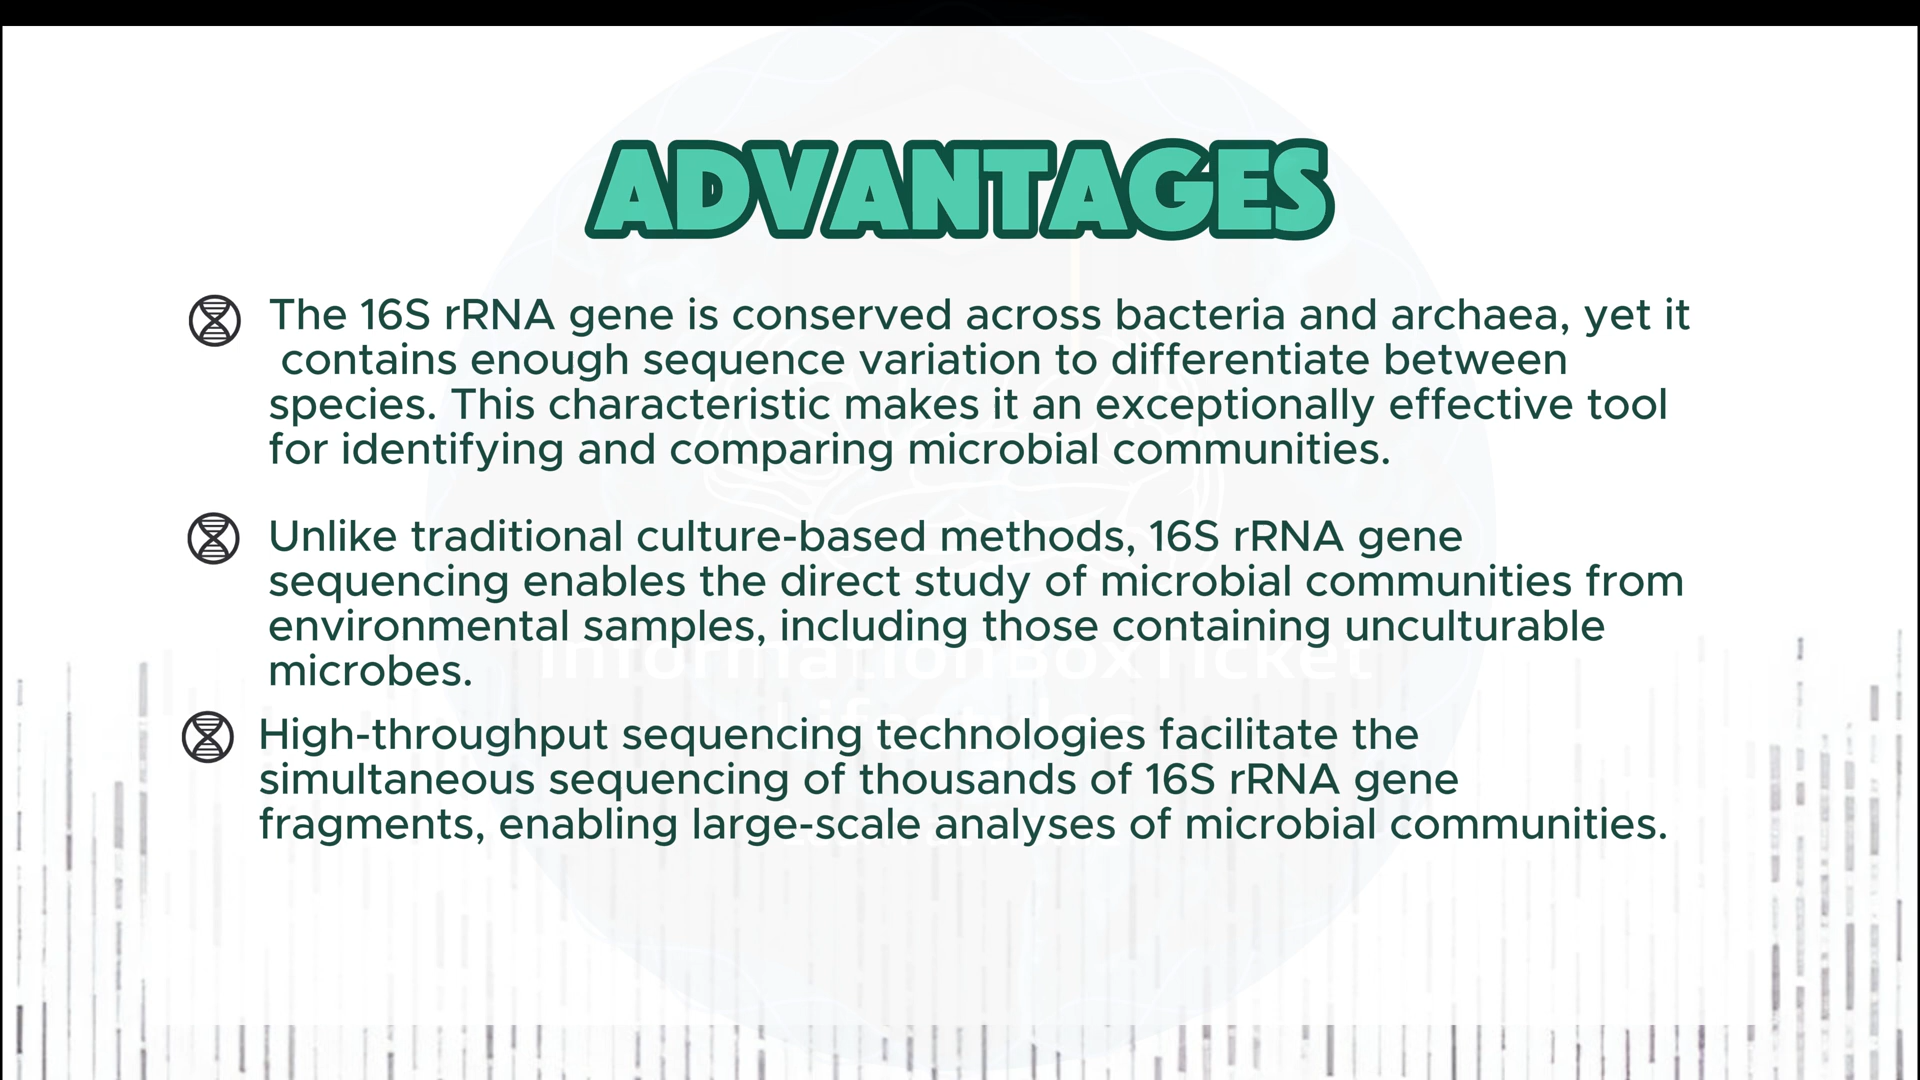 ADVANTAGES
The 16S rRNA gene is conserved across bacteria and archaea, yet it
contains enough sequence variation to differentiate between
species. This characteristic makes it an exceptionally effective tool
for identifying and comparing microbial communities.
Unlike traditional culture-based methods, 16S rRNA gene
sequencing enables the direct study of microbial communities from
environmental samples, including those containing unculturable
microbes.
InformationBoxTicket
Lifestyles
High-throughput sequencing technologies facilitate the
simultaneous sequencing of thousands of 16S rRNA gene
fragments, enabling large-scale analyses of microbial communities.